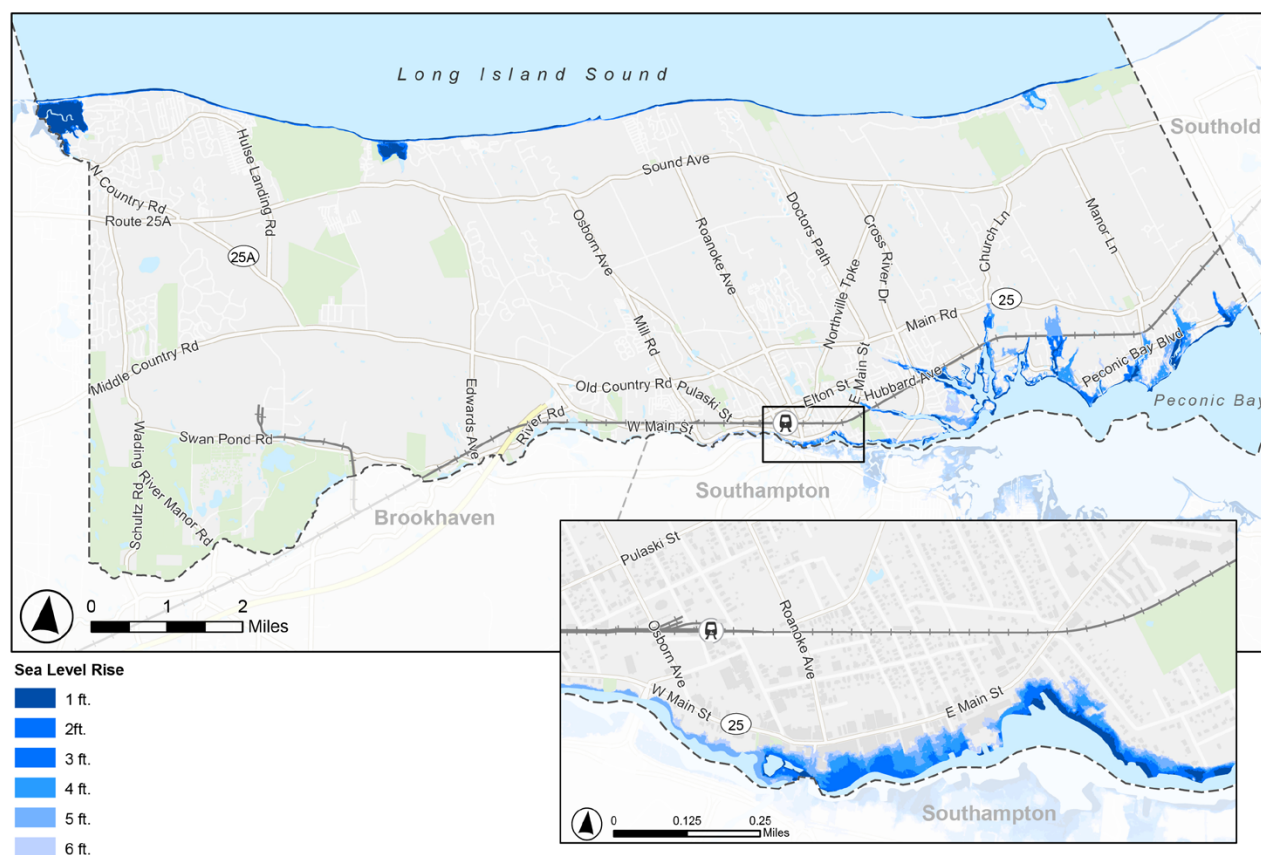 Long Island Sound
Southold
N Country Rd
Hulse Landing Rd
Sound Ave
Route 25A
25A
Osborn Ave
Roanoke Ave
Doctors Path
Cross River Dr
Church Ln
Manor Ln
Northville Tpke
25
Main Rd
Mill Rd
Middle Country Rd
Old Country Rd
Pulaski St
Elton St
E Main St
Hubbard Ave
Peconic Bay Blvd
Peconic Bay
Edwards Ave
River Rd
W Main St
Swan Pond Rd
Wading River Manor Rd
Schultz Rd
Southampton
Brookhaven
0 1 2
Miles
Pulaski St
Osborn Ave
Roanoke Ave
W Main St
25
E Main St
Southampton
0 0.125 0.25
Miles
Sea Level Rise
1 ft.
2ft.
3 ft.
4 ft.
5 ft.
6 ft.